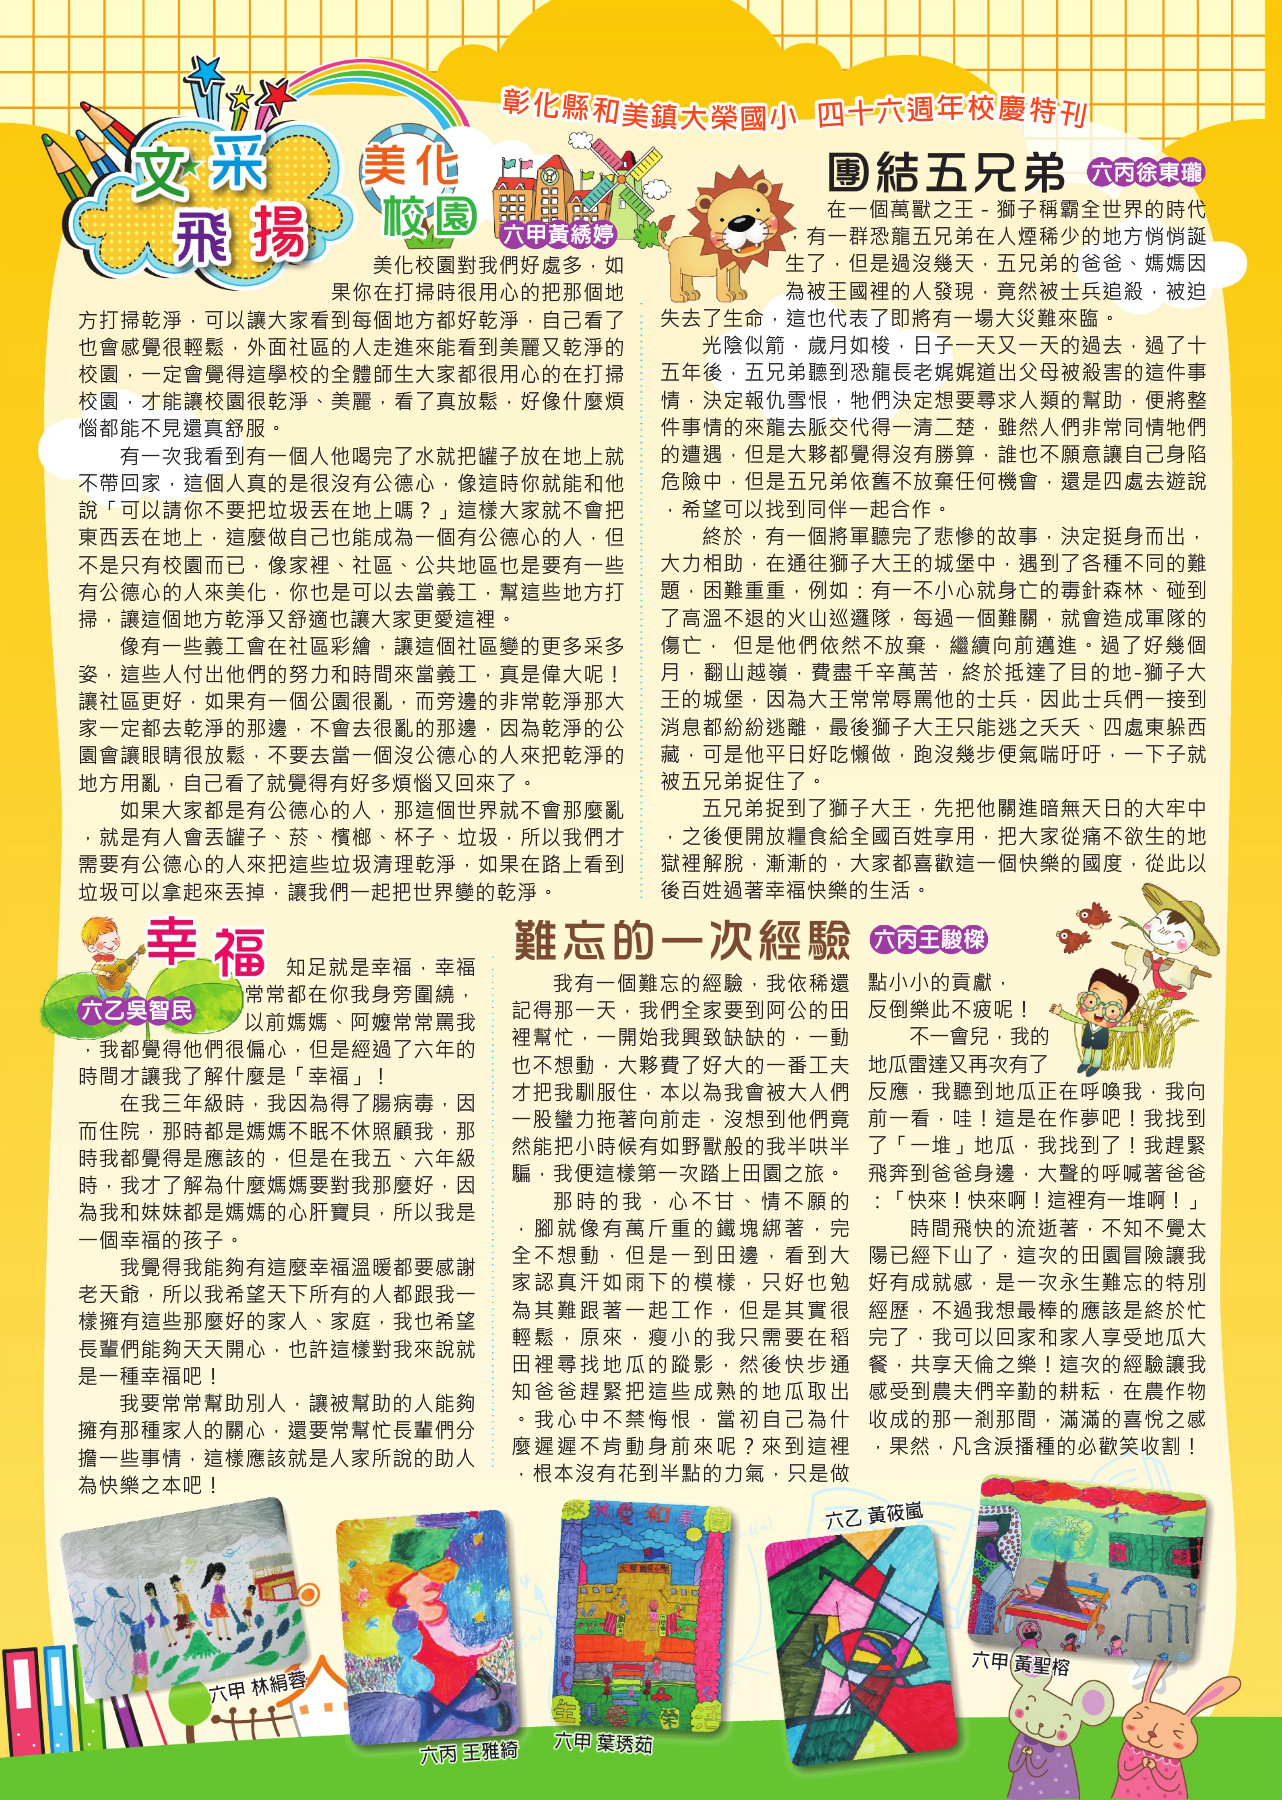 彰化縣和美鎮大榮國小 四十六週年校慶特刊
文采
飛揚
美化
校園
六甲黃綉婷
美化校園對我們好處多，如
果你在打掃時很用心的把那個地
方打掃乾淨，可以讓大家看到每個地方都好乾淨，自己看了
也會感覺很輕鬆，外面社區的人走進來能看到美麗又乾淨的
校園，一定會覺得這學校的全體師生大家都很用心的在打掃
校園，才能讓校園很乾淨、美麗，看了真放鬆，好像什麼煩
惱都能不見還真舒服。
有一次我看到有一個人他喝完了水就把罐子放在地上就
不帶回家，這個人真的是很沒有公德心，像這時你就能和他
說「可以請你不要把垃圾丟在地上嗎？」這樣大家就不會把
東西丟在地上，這麼做自己也能成為一個有公德心的人，但
不是只有校園而已，像家裡、社區、公共地區也是要有一些
有公德心的人來美化，你也是可以去當義工，幫這些地方打
掃，讓這個地方乾淨又舒適也讓大家更愛這裡。
像有一些義工會在社區彩繪，讓這個社區變的更多采多
姿，這些人付出他們的努力和時間來當義工，真是偉大呢！
讓社區更好，如果有一個公園很亂，而旁邊的非常乾淨那大
家一定都去乾淨的那邊，不會去很亂的那邊，因為乾淨的公
園會讓眼睛很放鬆，不要去當一個沒公德心的人來把乾淨的
地方用亂，自己看了就覺得有好多煩惱又回來了。
如果大家都是有公德心的人，那這個世界就不會那麼亂
，就是有人會丟罐子、菸、檳榔、杯子、垃圾，所以我們才
需要有公德心的人來把這些垃圾清理乾淨，如果在路上看到
垃圾可以拿起來丟掉，讓我們一起把世界變的乾淨。
團結五兄弟
六丙徐東瓏
在一個萬獸之王－獅子稱霸全世界的時代
，有一群恐龍五兄弟在人煙稀少的地方悄悄誕
生了，但是過沒幾天，五兄弟的爸爸、媽媽因
為被王國裡的人發現，竟然被士兵追殺，被迫
失去了生命，這也代表了即將有一場大災難來臨。
光陰似箭，歲月如梭，日子一天又一天的過去，過了十
五年後，五兄弟聽到恐龍長老娓娓道出父母被殺害的這件事
情，決定報仇雪恨，牠們決定想要尋求人類的幫助，便將整
件事情的來龍去脈交代得一清二楚，雖然人們非常同情牠們
的遭遇，但是大夥都覺得沒有勝算，誰也不願意讓自己身陷
危險中，但是五兄弟依舊不放棄任何機會，還是四處去遊說
，希望可以找到同伴一起合作。
終於，有一個將軍聽完了悲慘的故事，決定挺身而出，
大力相助，在通往獅子大王的城堡中，遇到了各種不同的難
題，困難重重，例如：有一不小心就身亡的毒針森林、碰到
了高溫不退的火山巡邏隊，每過一個難關，就會造成軍隊的
傷亡， 但是他們依然不放棄，繼續向前邁進。過了好幾個
月，翻山越嶺，費盡千辛萬苦，終於抵達了目的地-獅子大
王的城堡，因為大王常常辱罵他的士兵，因此士兵們一接到
消息都紛紛逃離，最後獅子大王只能逃之夭夭、四處東躲西
藏，可是他平日好吃懶做，跑沒幾步便氣喘吁吁，一下子就
被五兄弟捉住了。
五兄弟捉到了獅子大王，先把他關進暗無天日的大牢中
，之後便開放糧食給全國百姓享用，把大家從痛不欲生的地
獄裡解脫，漸漸的，大家都喜歡這一個快樂的國度，從此以
後百姓過著幸福快樂的生活。
幸福
六乙吳智民
知足就是幸福，幸福
常常都在你我身旁圍繞，
以前媽媽、阿嬤常常罵我
，我都覺得他們很偏心，但是經過了六年的
時間才讓我了解什麼是「幸福」！
在我三年級時，我因為得了腸病毒，因
而住院，那時都是媽媽不眠不休照顧我，那
時我都覺得是應該的，但是在我五、六年級
時，我才了解為什麼媽媽要對我那麼好，因
為我和妹妹都是媽媽的心肝寶貝，所以我是
一個幸福的孩子。
我覺得我能夠有這麼幸福溫暖都要感謝
老天爺，所以我希望天下所有的人都跟我一
樣擁有這些那麼好的家人、家庭，我也希望
長輩們能夠天天開心，也許這樣對我來說就
是一種幸福吧！
我要常常幫助別人，讓被幫助的人能夠
擁有那種家人的關心，還要常幫忙長輩們分
擔一些事情，這樣應該就是人家所說的助人
為快樂之本吧！
難忘的一次經驗
六丙王駿櫸
我有一個難忘的經驗，我依稀還
記得那一天，我們全家要到阿公的田
裡幫忙，一開始我興致缺缺的，一動
也不想動，大夥費了好大的一番工夫
才把我馴服住，本以為我會被大人們
一股蠻力拖著向前走，沒想到他們竟
然能把小時候有如野獸般的我半哄半
騙，我便這樣第一次踏上田園之旅。
那時的我，心不甘、情不願的
，腳就像有萬斤重的鐵塊綁著，完
全不想動，但是一到田邊，看到大
家認真汗如雨下的模樣，只好也勉
為其難跟著一起工作，但是其實很
輕鬆，原來，瘦小的我只需要在稻
田裡尋找地瓜的蹤影，然後快步通
知爸爸趕緊把這些成熟的地瓜取出
。我心中不禁悔恨，當初自己為什
麼遲遲不肯動身前來呢？來到這裡
，根本沒有花到半點的力氣，只是做
點小小的貢獻，
反倒樂此不疲呢！
不一會兒，我的
地瓜雷達又再次有了
反應，我聽到地瓜正在呼喚我，我向
前一看，哇！這是在作夢吧！我找到
了「一堆」地瓜，我找到了！我趕緊
飛奔到爸爸身邊，大聲的呼喊著爸爸
：「快來！快來啊！這裡有一堆啊！」
時間飛快的流逝著，不知不覺太
陽已經下山了，這次的田園冒險讓我
好有成就感，是一次永生難忘的特別
經歷，不過我想最棒的應該是終於忙
完了，我可以回家和家人享受地瓜大
餐，共享天倫之樂！這次的經驗讓我
感受到農夫們辛勤的耕耘，在農作物
收成的那一剎那間，滿滿的喜悅之感
，果然，凡含淚播種的必歡笑收割！
六甲 林絹蓉
六丙 王雅綺
六甲 葉琇茹
六乙 黃筱嵐
六甲 黃聖榕